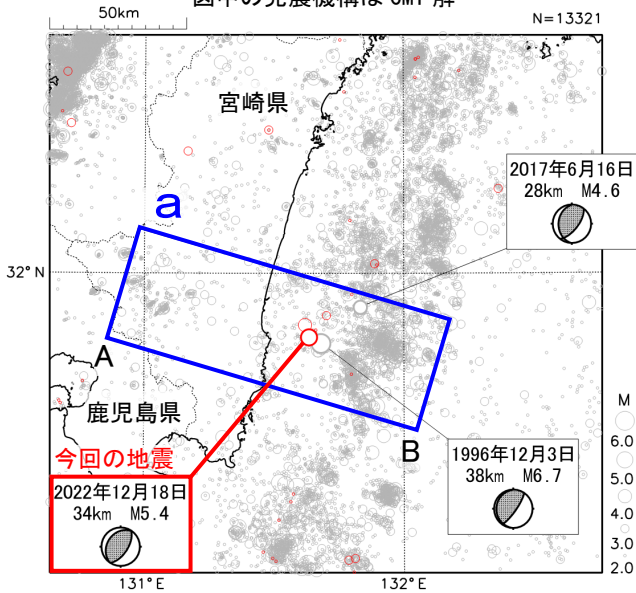 図中の発震機構は CMT 解
50km
N=13321
宮崎県
2017年6月16日
28km M4.6
a
32°N
A
鹿児島県
B
今回の地震
2022年12月18日
34km M5.4
1996年12月3日
38km M6.7
M
6.0
5.0
4.0
3.0
2.0
131°E
132°E